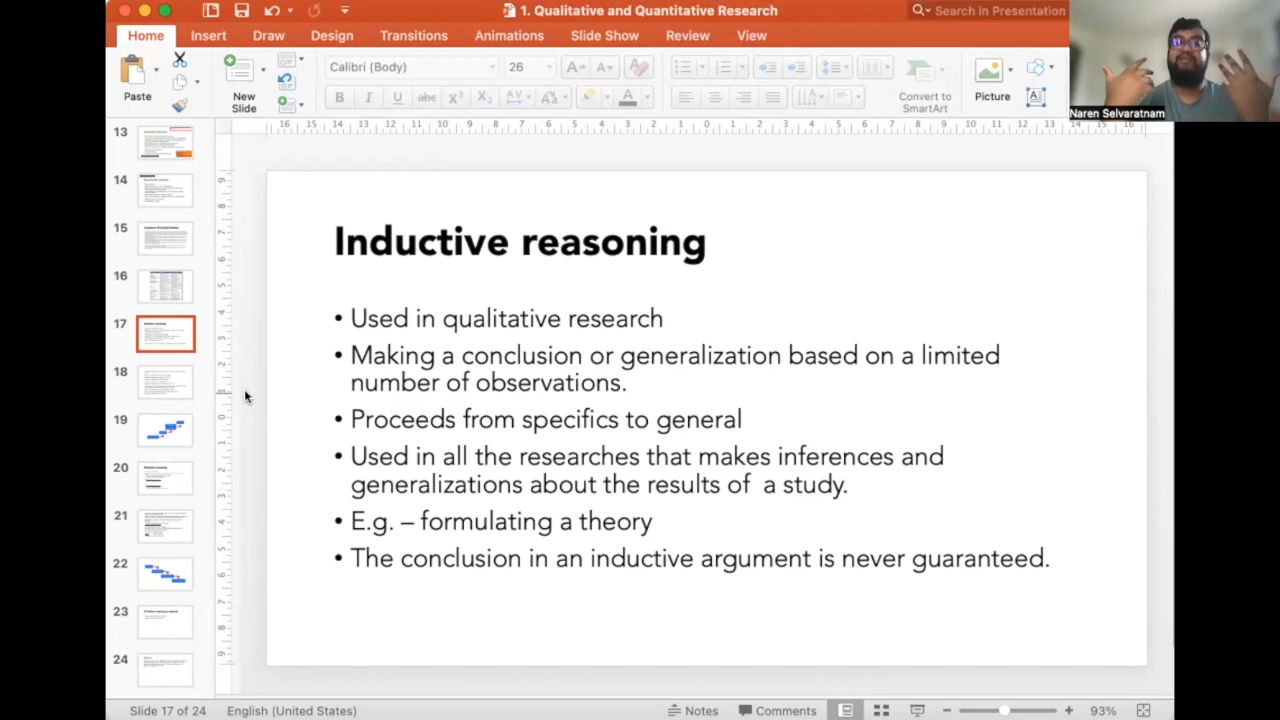 1. Qualitative and Quantitative Research
Search in Presentation
Home Insert Draw Design Transitions Animations Slide Show Review View
Paste
New
Slide
Calibri (Body) 26
Convert to
SmartArt
Picture
Naren Selvaratnam
13
14
15
16
17
18
19
20
21
22
23
24
Inductive reasoning
• Used in qualitative research
• Making a conclusion or generalization based on a limited
number of observations.
• Proceeds from specifics to general
• Used in all the researches that makes inferences and
generalizations about the results of a study.
• E.g. – formulating a theory
• The conclusion in an inductive argument is never guaranteed.
Slide 17 of 24 English (United States) Notes Comments 93%